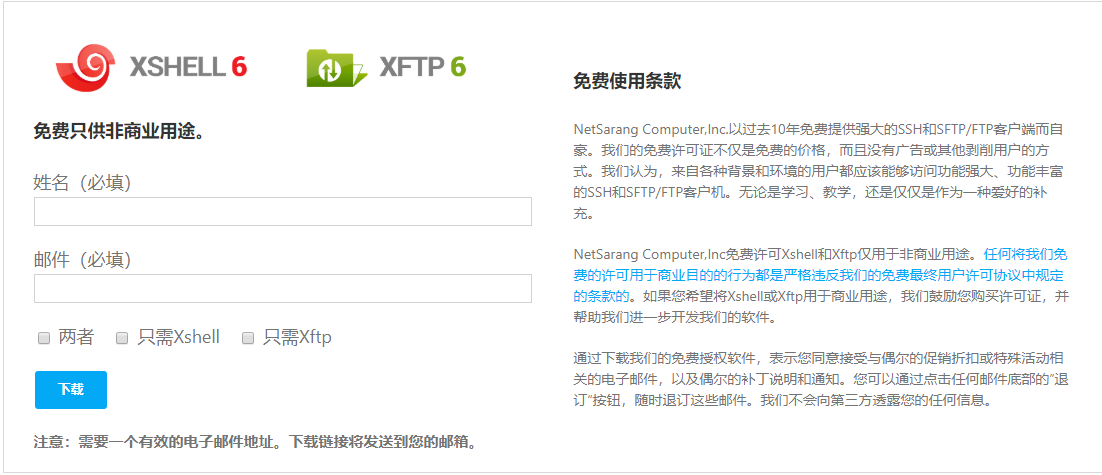 XSHELL 6
XFTP 6
免费只供非商业用途。
姓名（必填）
邮件（必填）
两者
只需Xshell
只需Xftp
下载
注意：需要一个有效的电子邮件地址。下载链接将发送到您的邮箱。
免费使用条款
NetSarang Computer,Inc.以过去10年免费提供强大的SSH和SFTP/FTP客户端而自
豪。我们的免费许可证不仅是免费的价格，而且没有广告或其他剥削用户的方
式。我们认为，来自各种背景和环境的用户都应该能够访问功能强大、功能丰富
的SSH和SFTP/FTP客户机。无论是学习、教学，还是仅仅是作为一种爱好的补
充。
NetSarang Computer,Inc免费许可Xshell和Xftp仅用于非商业用途。任何将我们免
费的许可用于商业目的的行为都是严格违反我们的免费最终用户许可协议中规定
的条款的。如果您希望将Xshell或Xftp用于商业用途，我们鼓励您购买许可证，并
帮助我们进一步开发我们的软件。
通过下载我们的免费授权软件，表示您同意接受与偶尔的促销折扣或特殊活动相
关的电子邮件，以及偶尔的补丁说明和通知。您可以通过点击任何邮件底部的“退
订”按钮，随时退订这些邮件。我们不会向第三方透露您的任何信息。